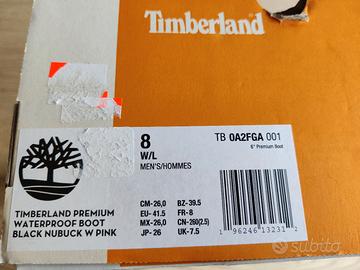 Timberland
8
W/L
MEN'S/HOMMES
TB 0A2FGA 001
6" Premium Boot
TIMBERLAND PREMIUM
WATERPROOF BOOT
BLACK NUBUCK W PINK
CM-26,0 BZ-39.5
EU- 41.5 FR-8
MX-26,0 CN-260(2.5)
JP-26 UK-7.5
1 96246 13231 2
subito